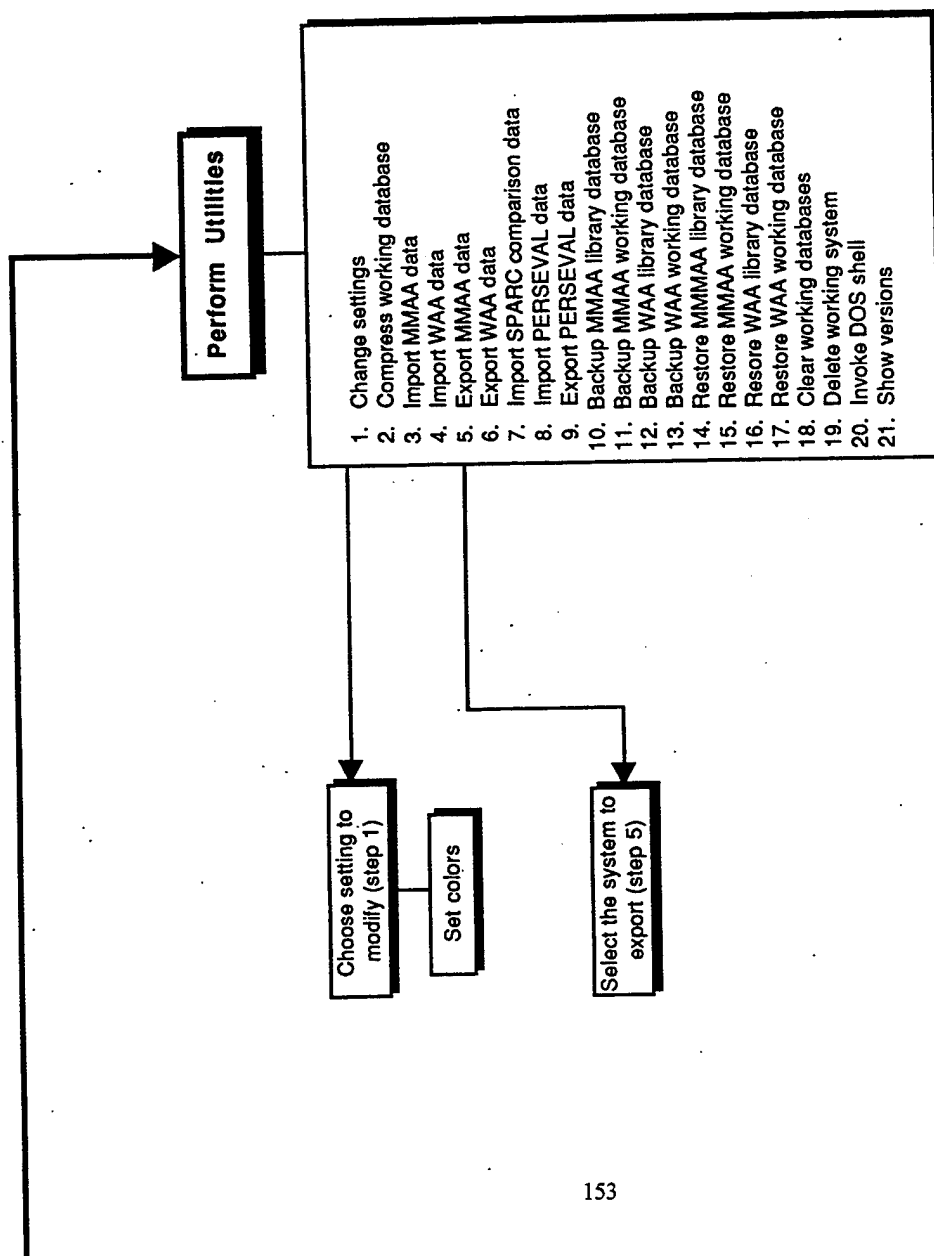 Perform Utilities
1. Change settings
2. Compress working database
3. Import MMAA data
4. Import WAA data
5. Export MMAA data
6. Export WAA data
7. Import SPARC comparison data
8. Import PERSEVAL data
9. Export PERSEVAL data
10. Backup MMAA library database
11. Backup MMAA working database
12. Backup WAA library database
13. Backup WAA working database
14. Restore MMMAA library database
15. Restore MMAA working database
16. Resore WAA library database
17. Restore WAA working database
18. Clear working databases
19. Delete working system
20. Invoke DOS shell
21. Show versions
Choose setting to
modify (step 1)
Set colors
Select the system to
export (step 5)
153